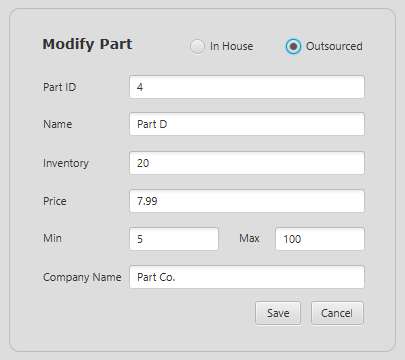 Modify Part In House Outsourced
Part ID 4
Name Part D
Inventory 20
Price 7.99
Min 5 Max 100
Company Name Part Co.
Save Cancel